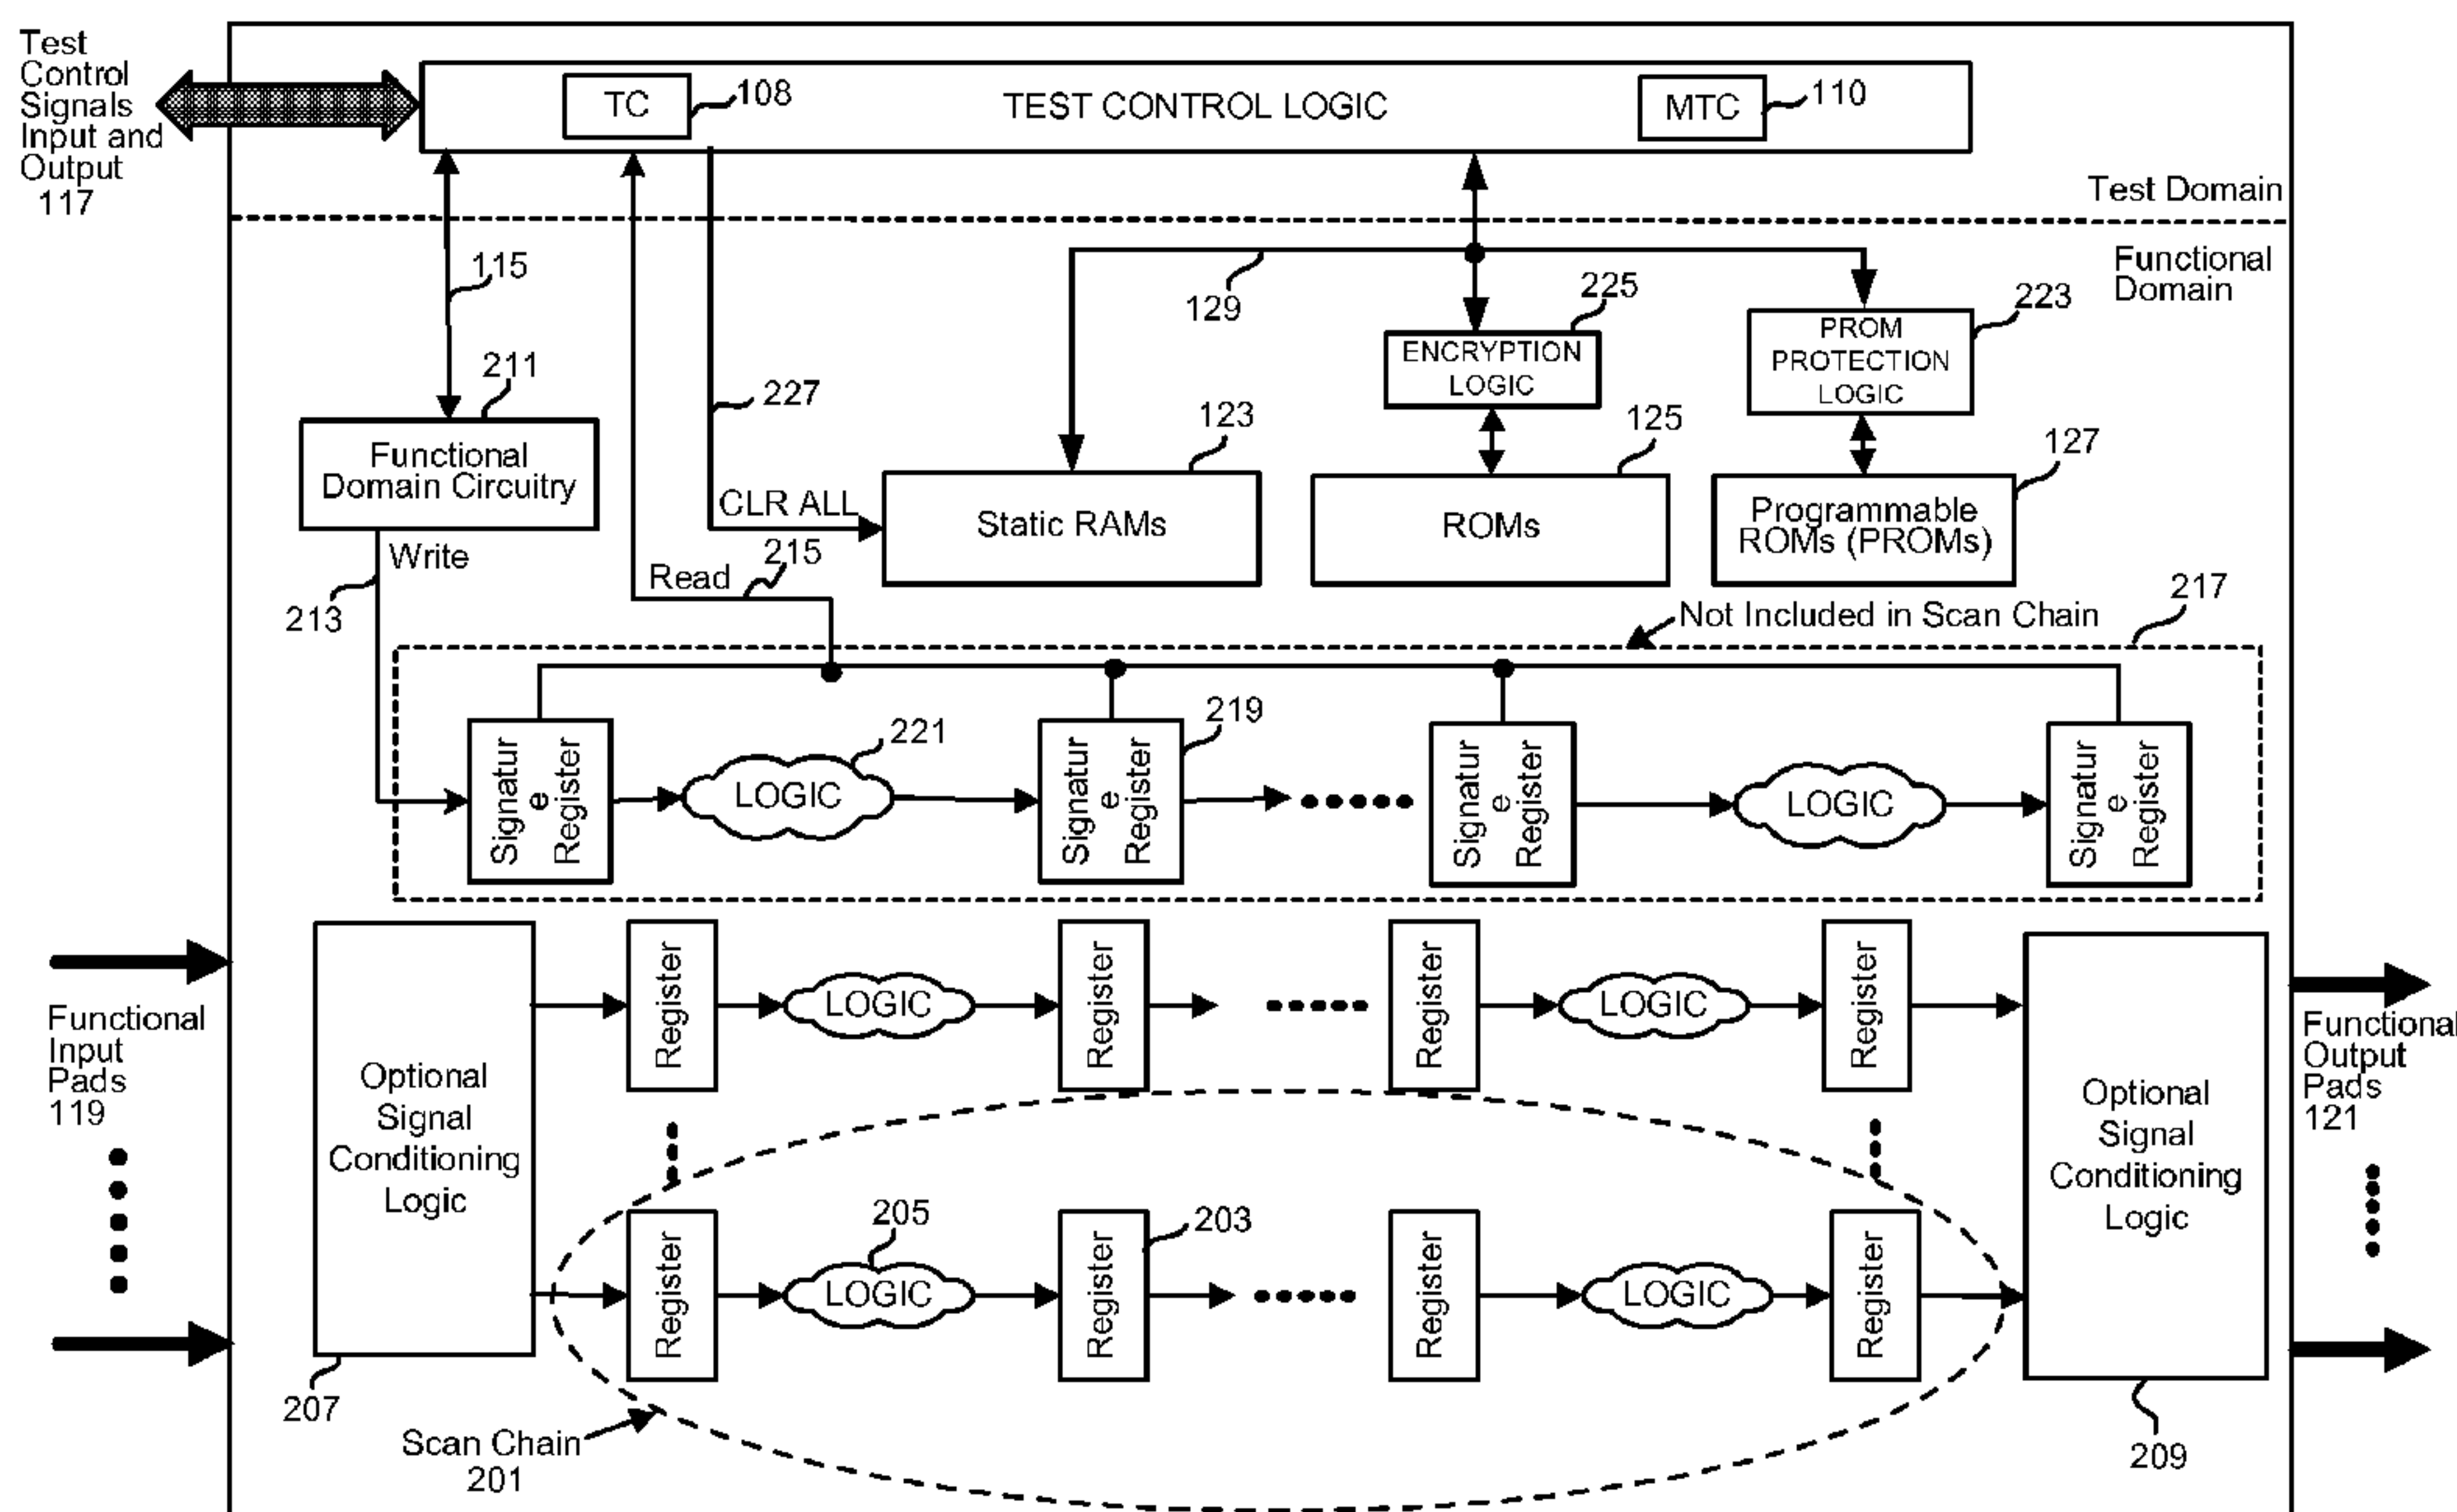 Test
Control
Signals
Input and
Output
117
TC
108
TEST CONTROL LOGIC
MTC
110
Test Domain
Functional
Domain
115
129
225
223
ENCRYPTION
LOGIC
PROM
PROTECTION
LOGIC
211
227
123
125
127
Functional
Domain Circuitry
CLR ALL
Static RAMs
ROMs
Programmable
ROMs (PROMs)
Write
215
Read
213
Not Included in Scan Chain
217
Signatur
e
Register
221
LOGIC
219
Signatur
e
Register
Signatur
e
Register
LOGIC
Signatur
e
Register
Functional
Input
Pads
119
Optional
Signal
Conditioning
Logic
Register
LOGIC
Register
Register
LOGIC
Register
Optional
Signal
Conditioning
Logic
Functional
Output
Pads
121
205
203
Register
LOGIC
Register
Register
LOGIC
Register
207
Scan Chain
201
209